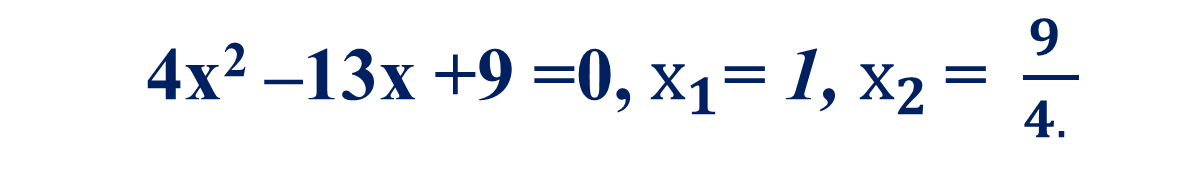 4x² –13x +9 =0, x₁= 1, x₂ = 9/4.